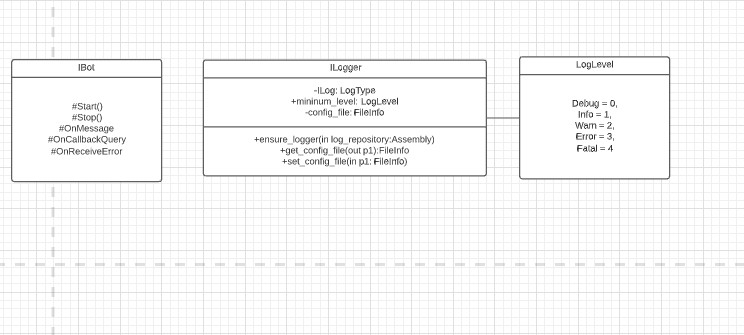 IBot
#Start()
#Stop()
#OnMessage
#OnCallbackQuery
#OnReceiveError
ILogger
-ILog: LogType
+mininum_level: LogLevel
-config_file: FileInfo
+ensure_logger(in log_repository:Assembly)
+get_config_file(out p1):FileInfo
+set_config_file(in p1: FileInfo)
LogLevel
Debug = 0,
Info = 1,
Warn = 2,
Error = 3,
Fatal = 4